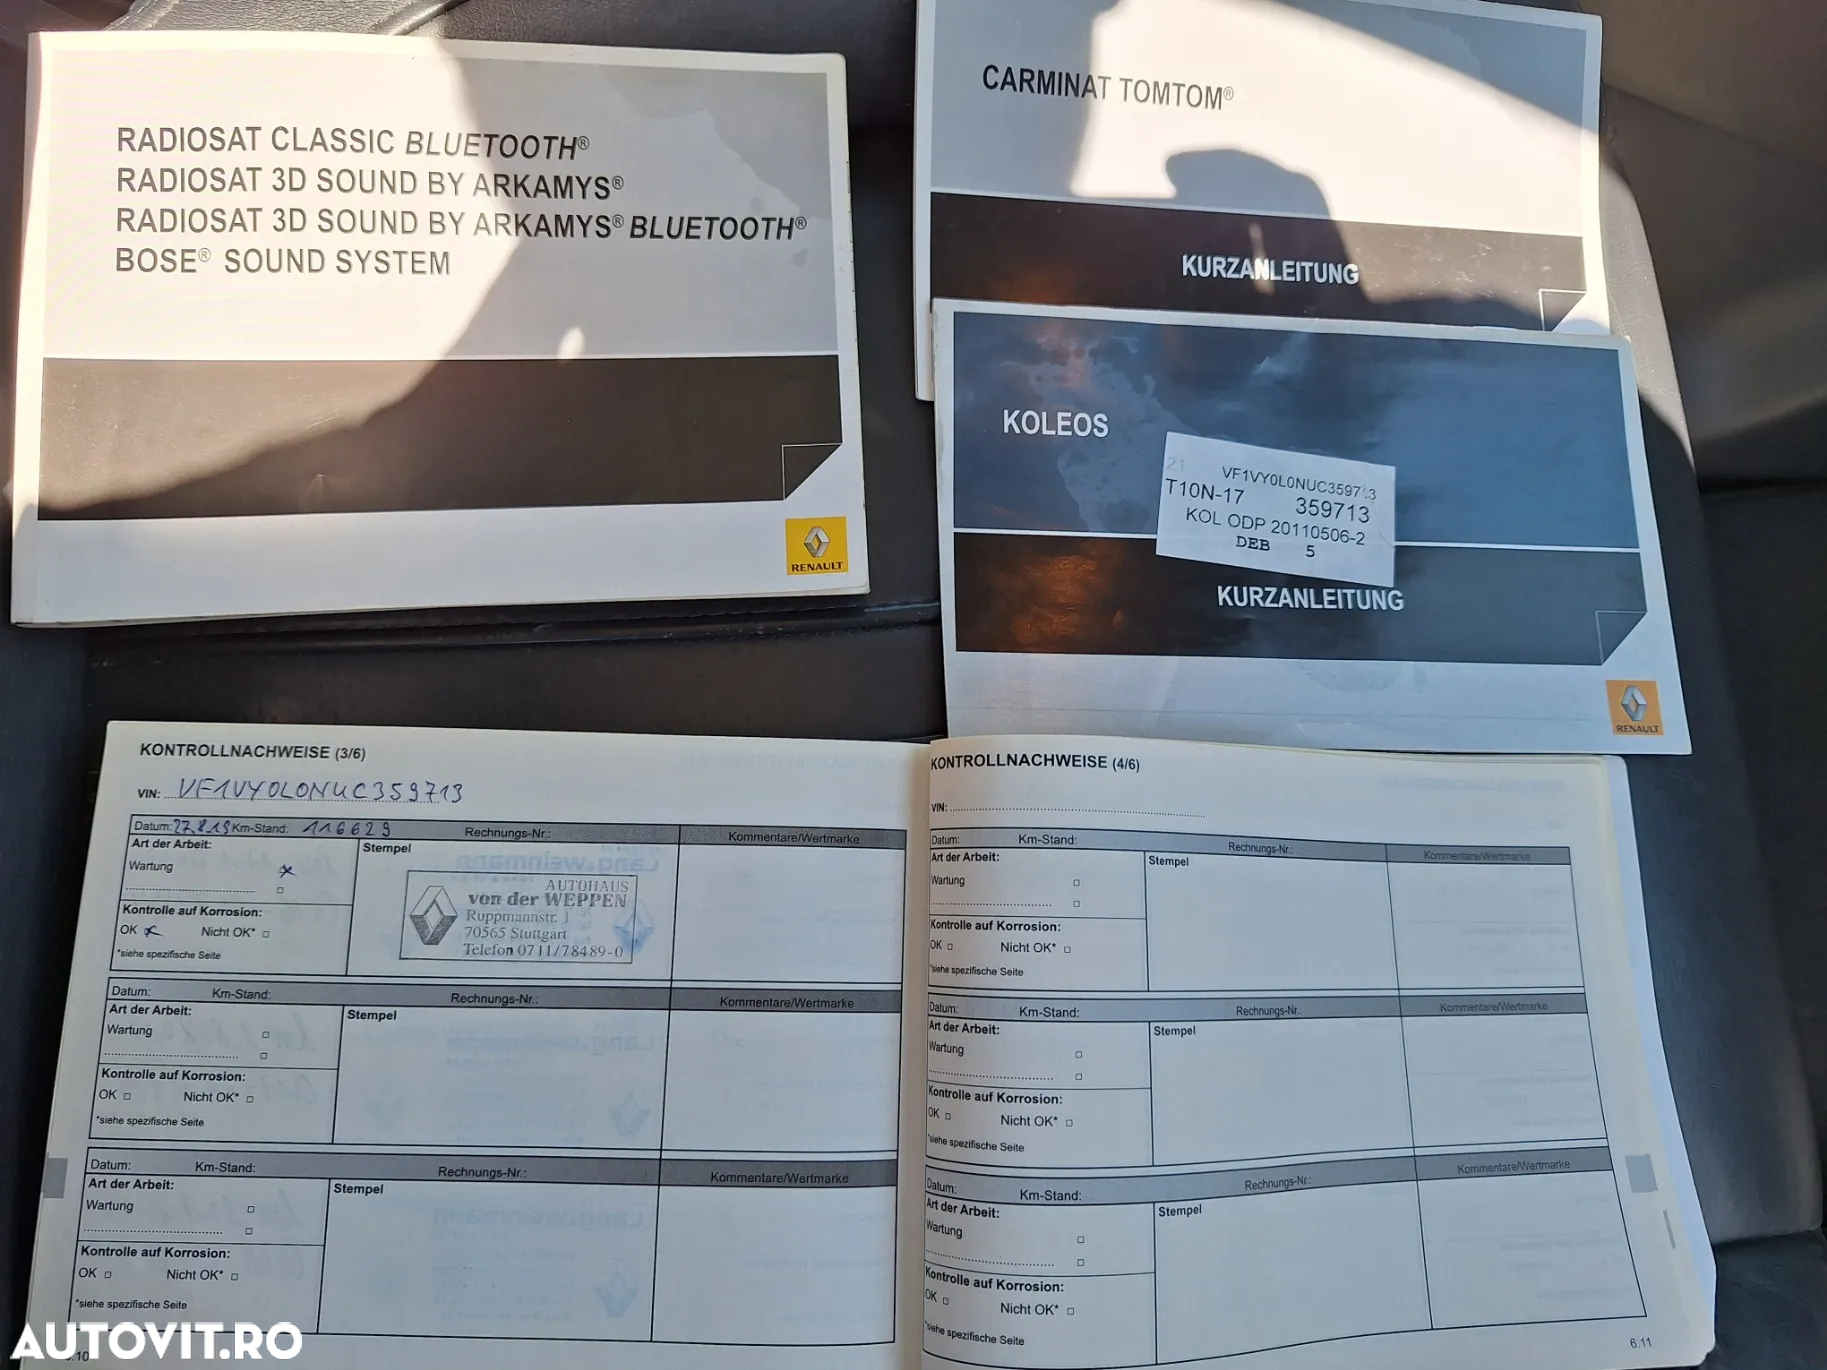 RADIOSAT CLASSIC BLUETOOTH®
RADIOSAT 3D SOUND BY ARKAMYS®
RADIOSAT 3D SOUND BY ARKAMYS® BLUETOOTH®
BOSE® SOUND SYSTEM
RENAULT
CARMINAT TOMTOM®
KURZANLEITUNG
KOLEOS
21 VF1VY0L0NUC359713
T10N-17 359713
KOL ODP 20110506-2
DEB 5
KURZANLEITUNG
RENAULT
KONTROLLNACHWEISE (3/6)
VIN: VF1VY0L0NUC359713
Datum: 27.8.19 Km-Stand: 116629 Rechnungs-Nr.: Kommentare/Wertmarke
Art der Arbeit: Stempel
Wartung
Kontrolle auf Korrosion:
OK Nicht OK*
*siehe spezifische Seite
AUTOHAUS
von der WEPPEN
Ruppmannstr. 1
70565 Stuttgart
Telefon 0711/78489-0
Datum: Km-Stand: Rechnungs-Nr.: Kommentare/Wertmarke
Art der Arbeit: Stempel
Wartung
Kontrolle auf Korrosion:
OK Nicht OK*
*siehe spezifische Seite
Datum: Km-Stand: Rechnungs-Nr.: Kommentare/Wertmarke
Art der Arbeit: Stempel
Wartung
Kontrolle auf Korrosion:
OK Nicht OK*
*siehe spezifische Seite
KONTROLLNACHWEISE (4/6)
VIN:
Datum: Km-Stand: Rechnungs-Nr.: Kommentare/Wertmarke
Art der Arbeit: Stempel
Wartung
Kontrolle auf Korrosion:
OK Nicht OK*
*siehe spezifische Seite
Datum: Km-Stand: Rechnungs-Nr.: Kommentare/Wertmarke
Art der Arbeit: Stempel
Wartung
Kontrolle auf Korrosion:
OK Nicht OK*
*siehe spezifische Seite
Datum: Km-Stand: Rechnungs-Nr.: Kommentare/Wertmarke
Art der Arbeit: Stempel
Wartung
Kontrolle auf Korrosion:
OK Nicht OK*
*siehe spezifische Seite
6.11
AUTOVIT.RO